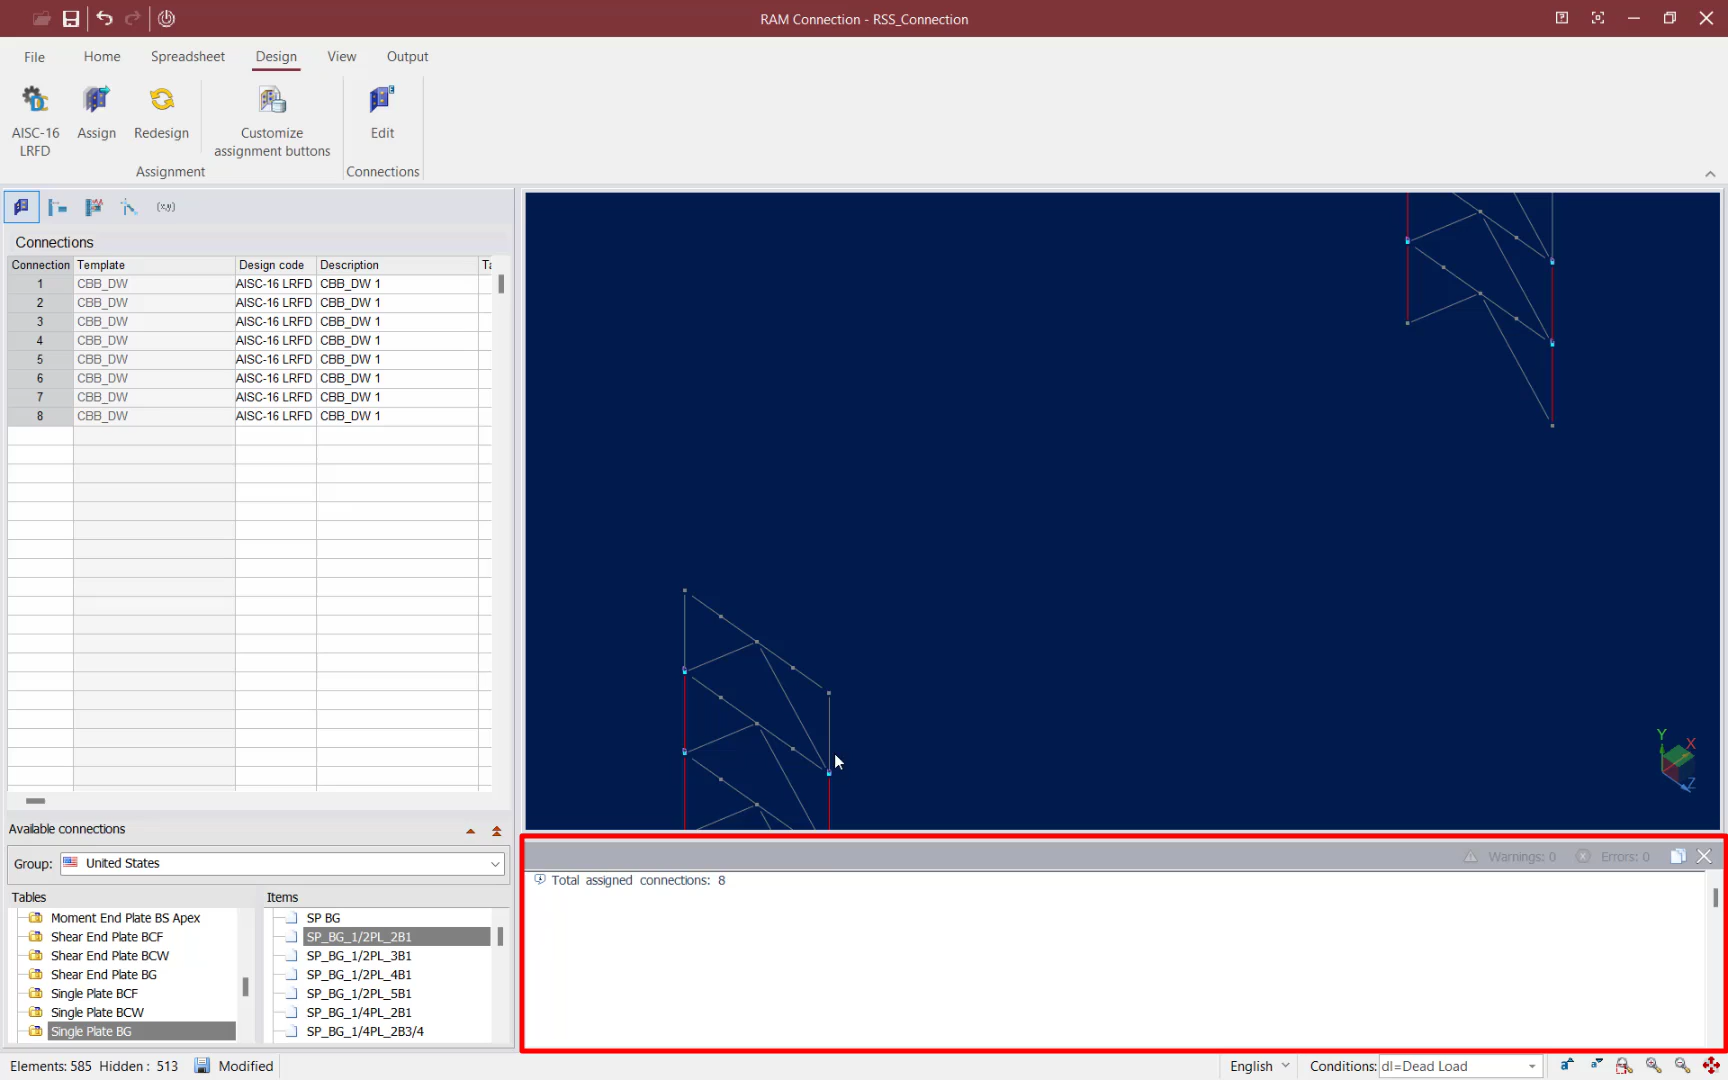 RAM Connection - RSS_Connection
File Home Spreadsheet Design View Output
AISC-16 LRFD
Assign
Redesign
Customize assignment buttons
Edit
Assignment
Connections
(x,y)
Connections
Connection Template Design code Description Ta
1 CBB_DW AISC-16 LRFD CBB_DW 1
2 CBB_DW AISC-16 LRFD CBB_DW 1
3 CBB_DW AISC-16 LRFD CBB_DW 1
4 CBB_DW AISC-16 LRFD CBB_DW 1
5 CBB_DW AISC-16 LRFD CBB_DW 1
6 CBB_DW AISC-16 LRFD CBB_DW 1
7 CBB_DW AISC-16 LRFD CBB_DW 1
8 CBB_DW AISC-16 LRFD CBB_DW 1
Y X Z
Available connections
Group: United States
Tables
Moment End Plate BS Apex
Shear End Plate BCF
Shear End Plate BCW
Shear End Plate BG
Single Plate BCF
Single Plate BCW
Single Plate BG
Items
SP BG
SP_BG_1/2PL_2B1
SP_BG_1/2PL_3B1
SP_BG_1/2PL_4B1
SP_BG_1/2PL_5B1
SP_BG_1/4PL_2B1
SP_BG_1/4PL_2B3/4
Warnings: 0 Errors: 0
Total assigned connections: 8
Elements: 585 Hidden : 513 Modified
English Conditions: dl=Dead Load